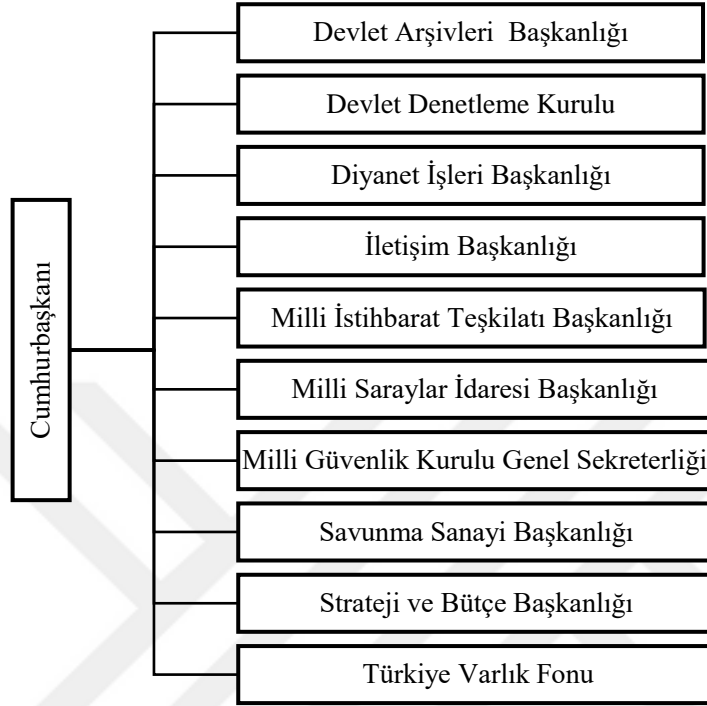 Cumhurbaşkanı
Devlet Arşivleri  Başkanlığı
Devlet Denetleme Kurulu
Diyanet İşleri Başkanlığı
İletişim Başkanlığı
Milli İstihbarat Teşkilatı Başkanlığı
Milli Saraylar İdaresi Başkanlığı
Milli Güvenlik Kurulu Genel Sekreterliği
Savunma Sanayi Başkanlığı
Strateji ve Bütçe Başkanlığı
Türkiye Varlık Fonu